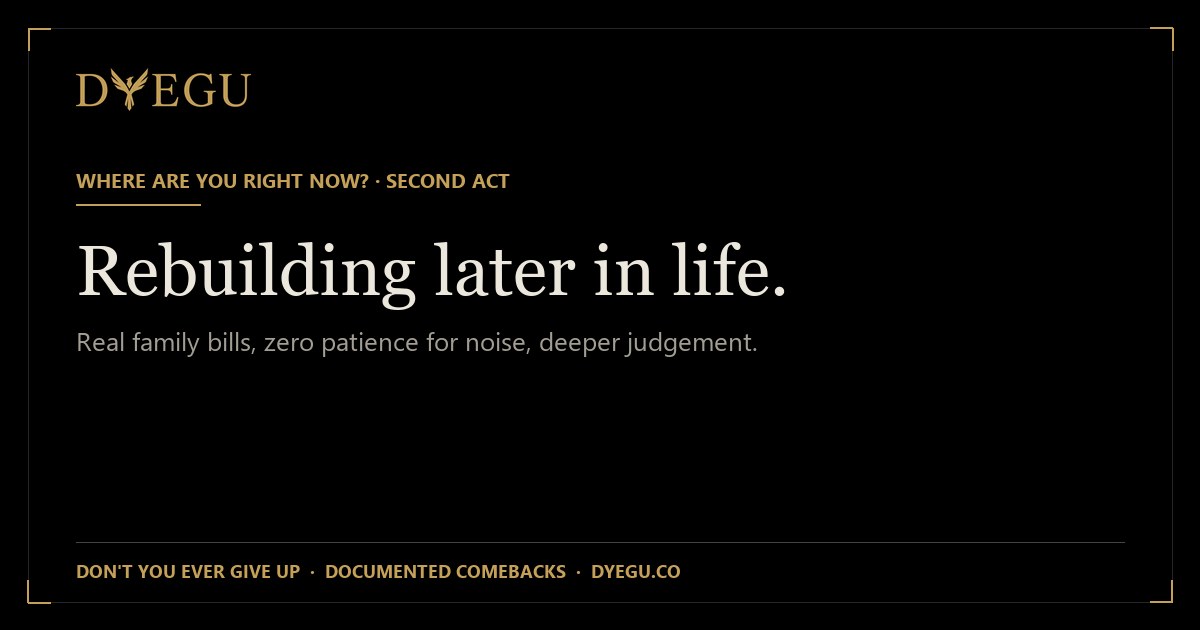 DYEGU
WHERE ARE YOU RIGHT NOW? · SECOND ACT
Rebuilding later in life.
Real family bills, zero patience for noise, deeper judgement.
DON'T YOU EVER GIVE UP · DOCUMENTED COMEBACKS · DYEGU.CO